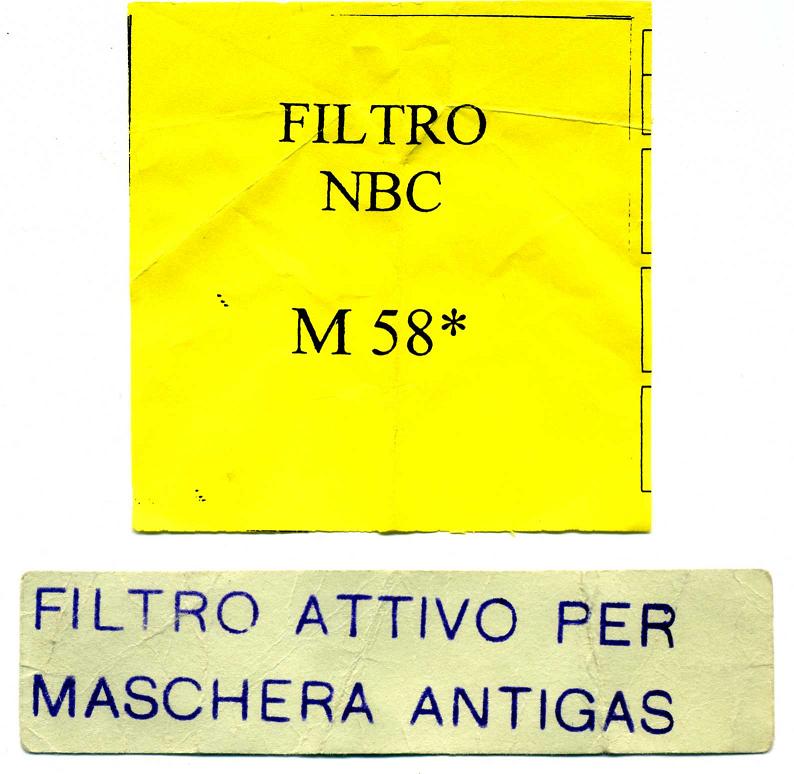 FILTRO
NBC
M 58*
FILTRO ATTIVO PER
MASCHERA ANTIGAS